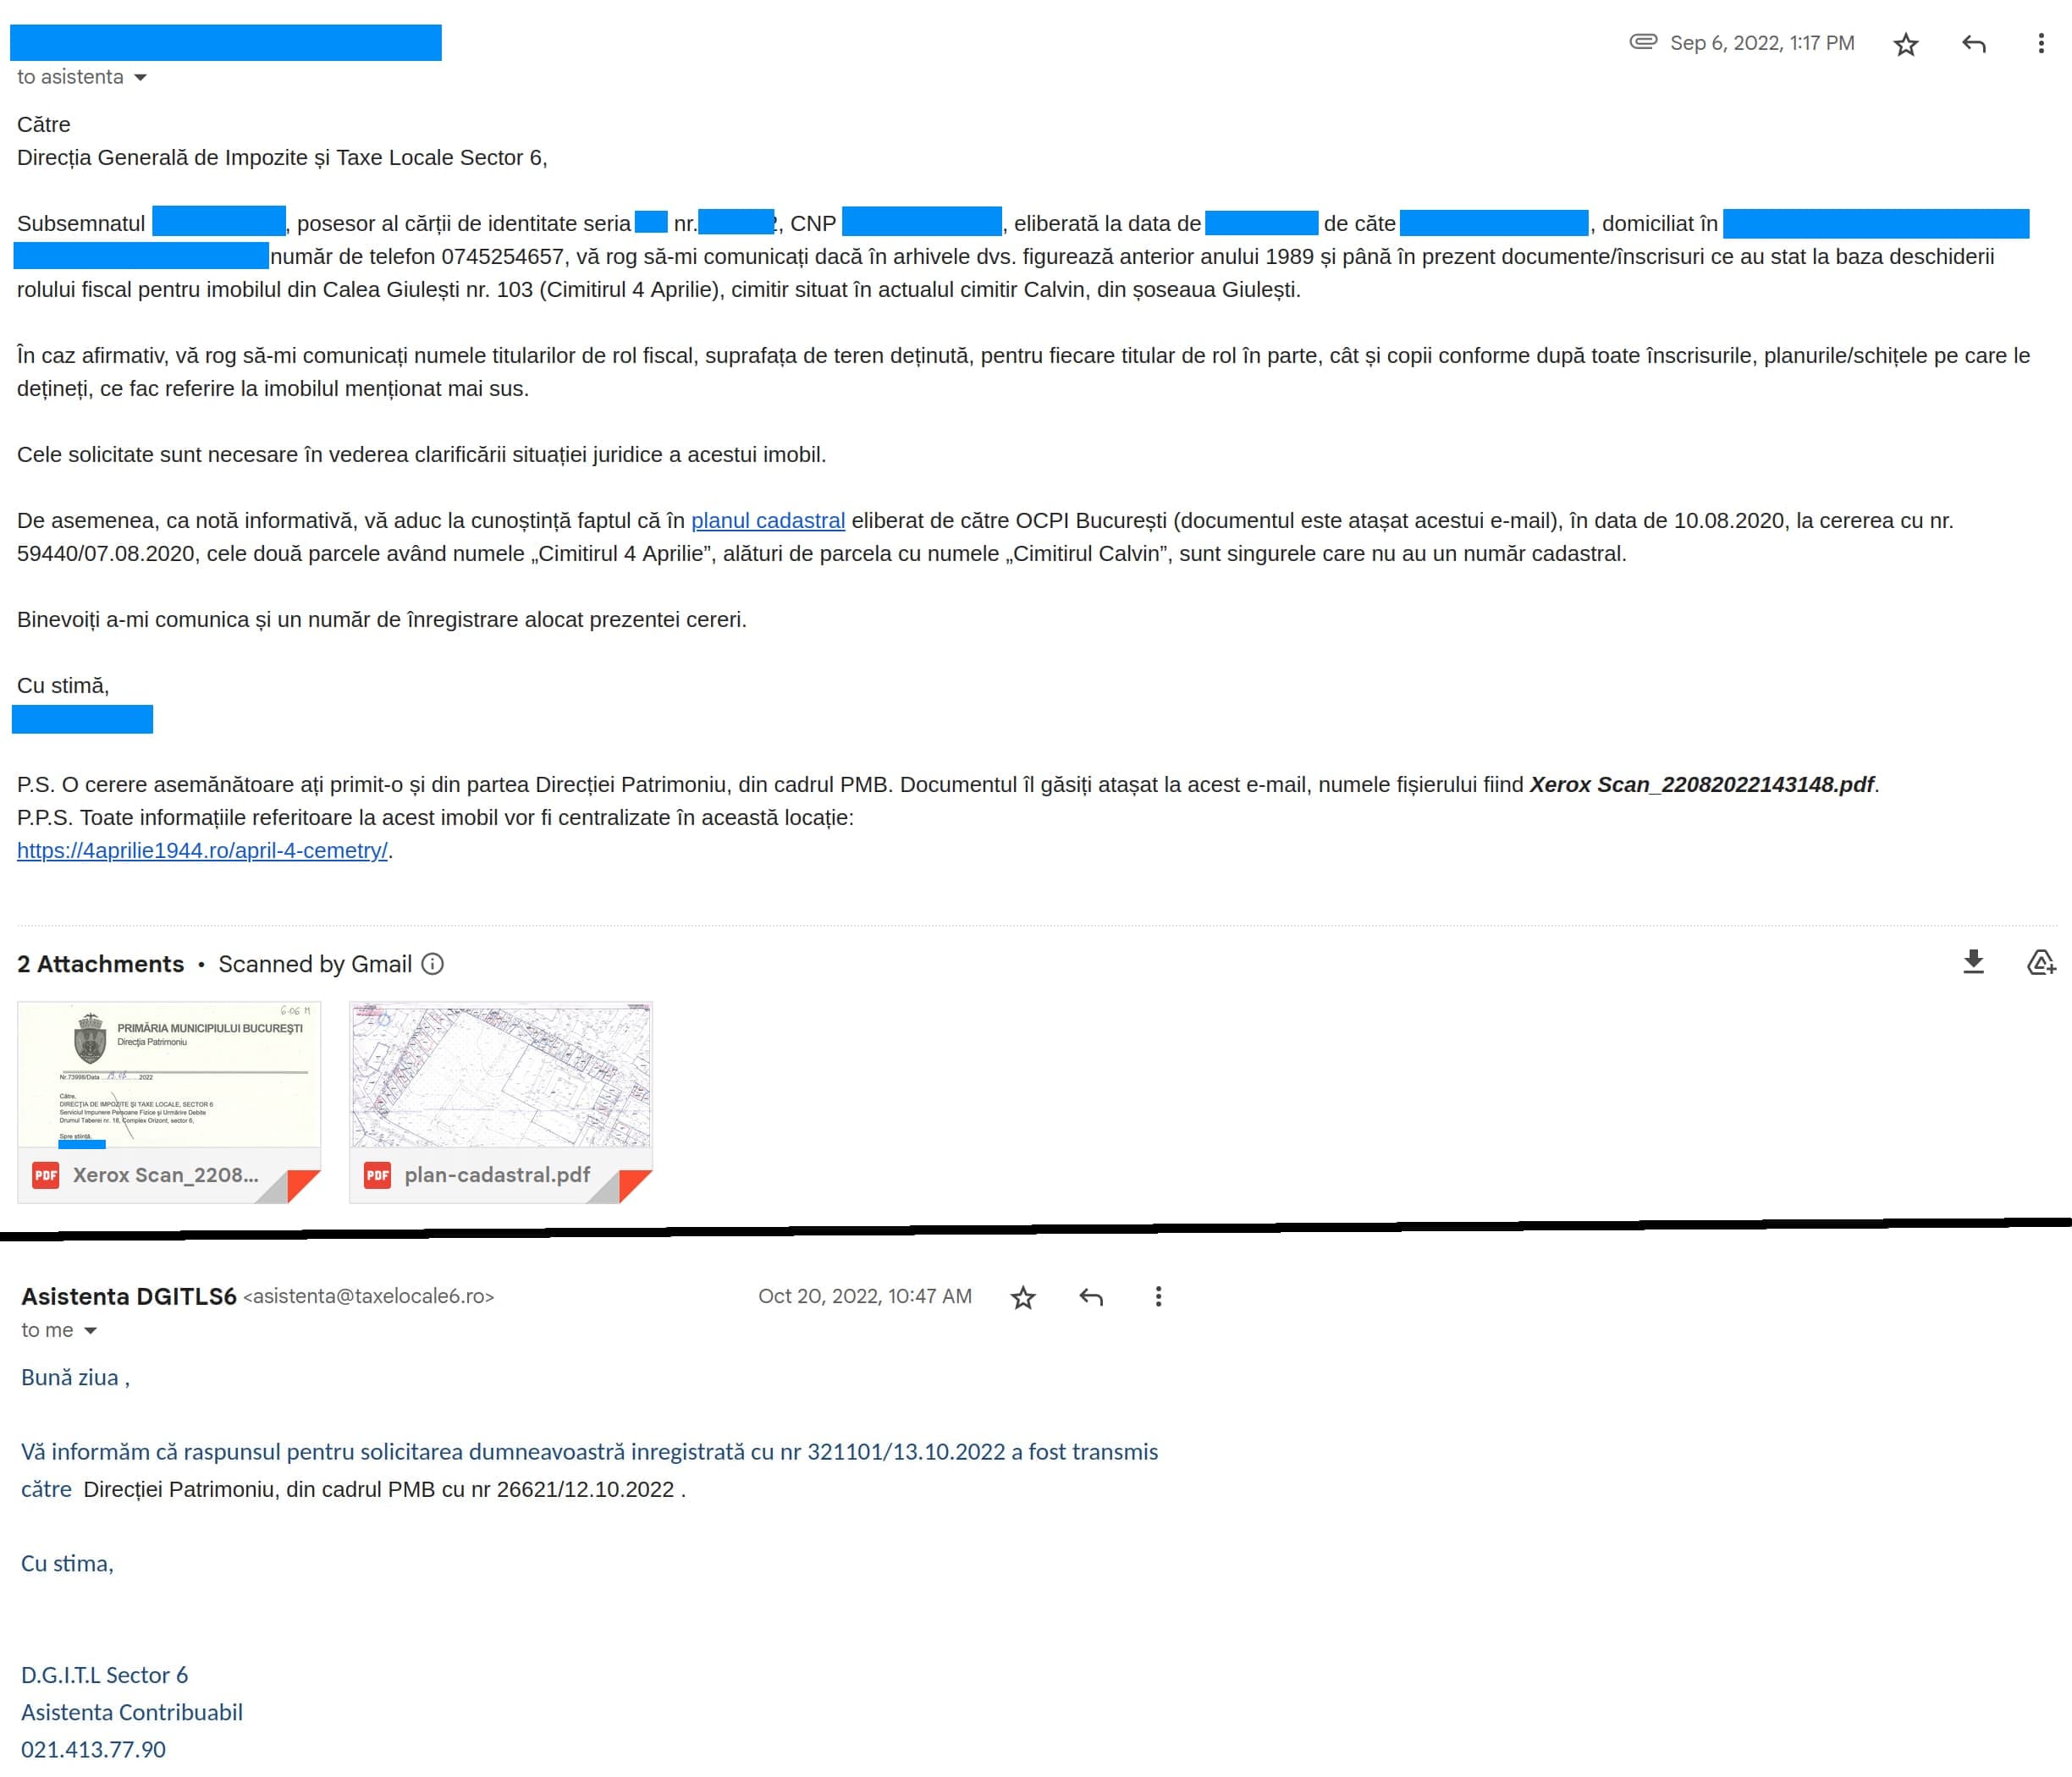 Sep 6, 2022, 1:17 PM
to asistenta
Către
Direcția Generală de Impozite și Taxe Locale Sector 6,
Subsemnatul , posesor al cărții de identitate seria nr. , CNP , eliberată la data de de căte , domiciliat în
număr de telefon 0745254657, vă rog să-mi comunicați dacă în arhivele dvs. figurează anterior anului 1989 și până în prezent documente/înscrisuri ce au stat la baza deschiderii
rolului fiscal pentru imobilul din Calea Giulești nr. 103 (Cimitirul 4 Aprilie), cimitir situat în actualul cimitir Calvin, din șoseaua Giulești.
În caz afirmativ, vă rog să-mi comunicați numele titularilor de rol fiscal, suprafața de teren deținută, pentru fiecare titular de rol în parte, cât și copii conforme după toate înscrisurile, planurile/schițele pe care le
dețineți, ce fac referire la imobilul menționat mai sus.
Cele solicitate sunt necesare în vederea clarificării situației juridice a acestui imobil.
De asemenea, ca notă informativă, vă aduc la cunoștință faptul că în planul cadastral eliberat de către OCPI București (documentul este atașat acestui e-mail), în data de 10.08.2020, la cererea cu nr.
59440/07.08.2020, cele două parcele având numele „Cimitirul 4 Aprilie”, alături de parcela cu numele „Cimitirul Calvin”, sunt singurele care nu au un număr cadastral.
Binevoiți a-mi comunica și un număr de înregistrare alocat prezentei cereri.
Cu stimă,
P.S. O cerere asemănătoare ați primit-o și din partea Direcției Patrimoniu, din cadrul PMB. Documentul îl găsiți atașat la acest e-mail, numele fișierului fiind Xerox Scan_22082022143148.pdf.
P.P.S. Toate informațiile referitoare la acest imobil vor fi centralizate în această locație:
https://4aprilie1944.ro/april-4-cemetry/.
2 Attachments • Scanned by Gmail
PRIMĂRIA MUNICIPIULUI BUCUREȘTI
Direcţia Patrimoniu
Nr.73998/Data 2022
Către,
DIRECŢIA DE IMPOZITE ŞI TAXE LOCALE, SECTOR 6
Serviciul Impunere Persoane Fizice şi Urmărire Debite
Drumul Taberei nr. 18, Complex Orizont, sector 6,
Spre ştiinţă,
PDF Xerox Scan_2208...
PDF plan-cadastral.pdf
Asistenta DGITLS6 <asistenta@taxelocale6.ro>
Oct 20, 2022, 10:47 AM
to me
Bună ziua ,
Vă informăm că raspunsul pentru solicitarea dumneavoastră inregistrată cu nr 321101/13.10.2022 a fost transmis
către Direcției Patrimoniu, din cadrul PMB cu nr 26621/12.10.2022 .
Cu stima,
D.G.I.T.L Sector 6
Asistenta Contribuabil
021.413.77.90